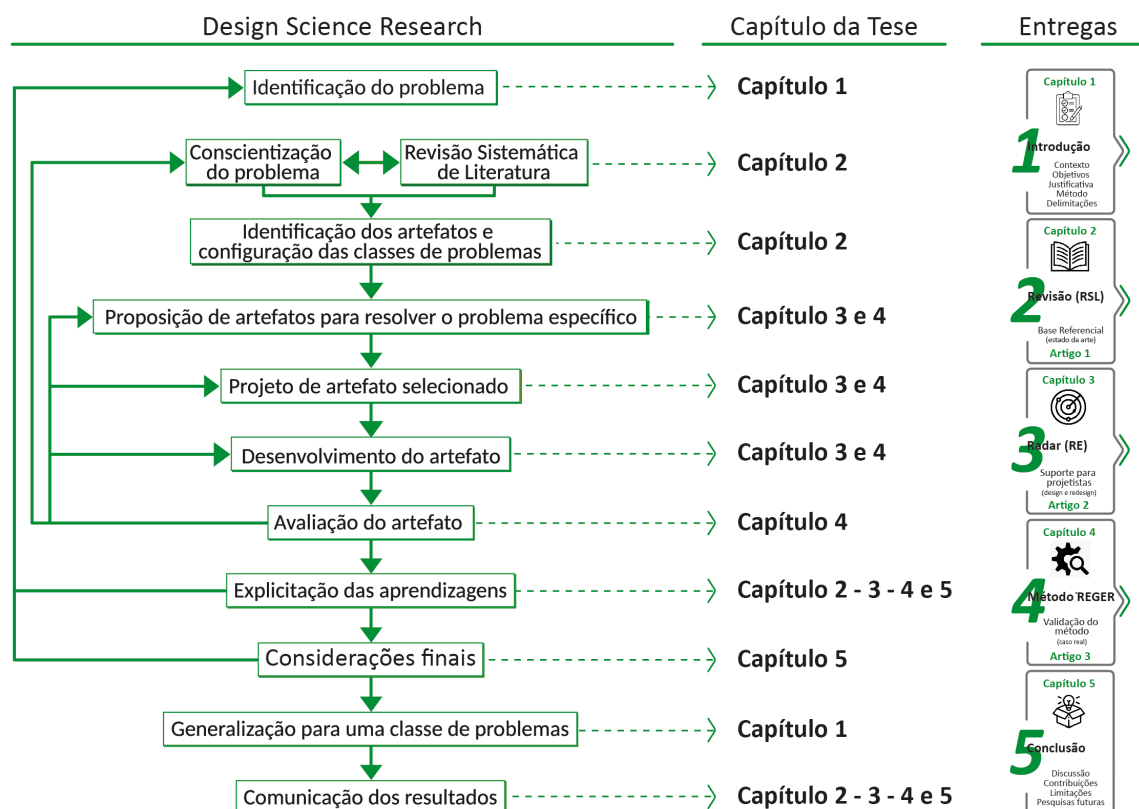 Design Science Research
Capítulo da Tese
Entregas
Identificação do problema
Capítulo 1
Conscientização
do problema
Revisão Sistemática
de Literatura
Capítulo 2
Identificação dos artefatos e
configuração das classes de problemas
Capítulo 2
Proposição de artefatos para resolver o problema específico
Capítulo 3 e 4
Projeto de artefato selecionado
Capítulo 3 e 4
Desenvolvimento do artefato
Capítulo 3 e 4
Avaliação do artefato
Capítulo 4
Explicitação das aprendizagens
Capítulo 2 - 3 - 4 e 5
Considerações finais
Capítulo 5
Generalização para uma classe de problemas
Capítulo 1
Comunicação dos resultados
Capítulo 2 - 3 - 4 e 5
Capítulo 1
1
Introdução
Contexto
Objetivos
Justificativa
Método
Delimitações
Capítulo 2
2
Revisão (RSL)
Base Referencial
(estado da arte)
Artigo 1
Capítulo 3
3
Radar (RE)
Suporte para
projetistas
(design e redesign)
Artigo 2
Capítulo 4
4
Método REGER
Validação do
método
(caso real)
Artigo 3
Capítulo 5
5
Conclusão
Discussão
Contribuições
Limitações
Pesquisas futuras